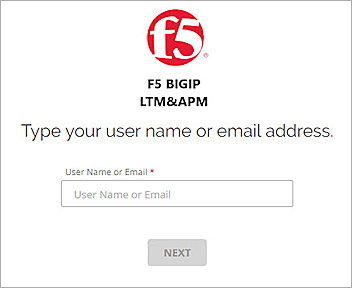 f5
F5 BIGIP
LTM&APM
Type your user name or email address.
User Name or Email *
User Name or Email
NEXT